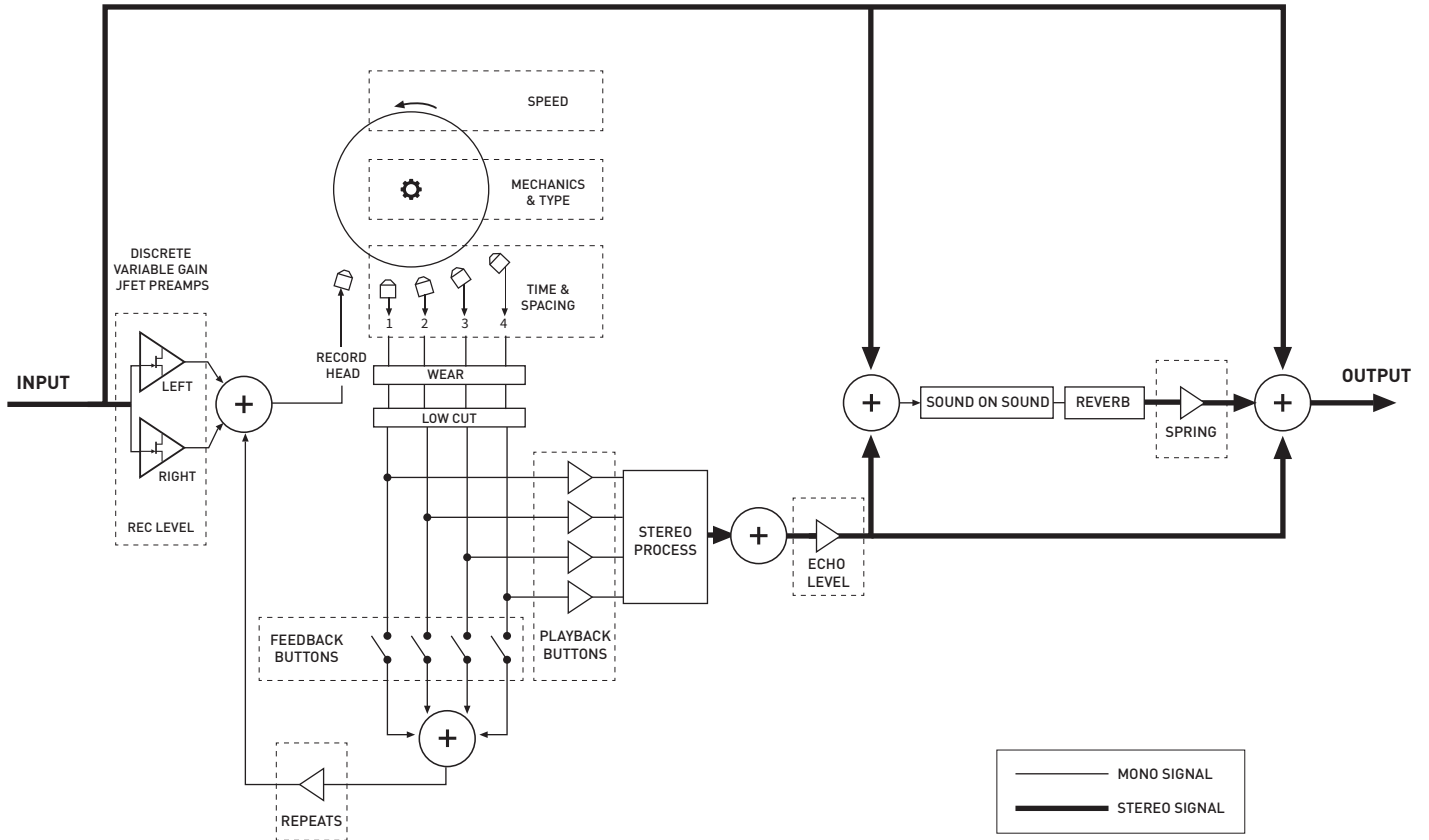 SPEED
MECHANICS
& TYPE
DISCRETE
VARIABLE GAIN
JFET PREAMPS
TIME &
SPACING
1 2 3 4
RECORD
HEAD
INPUT
LEFT
+
RIGHT
REC LEVEL
WEAR
LOW CUT
+
SOUND ON SOUND
REVERB
SPRING
+
OUTPUT
STEREO
PROCESS
+
ECHO
LEVEL
FEEDBACK
BUTTONS
PLAYBACK
BUTTONS
+
REPEATS
MONO SIGNAL
STEREO SIGNAL